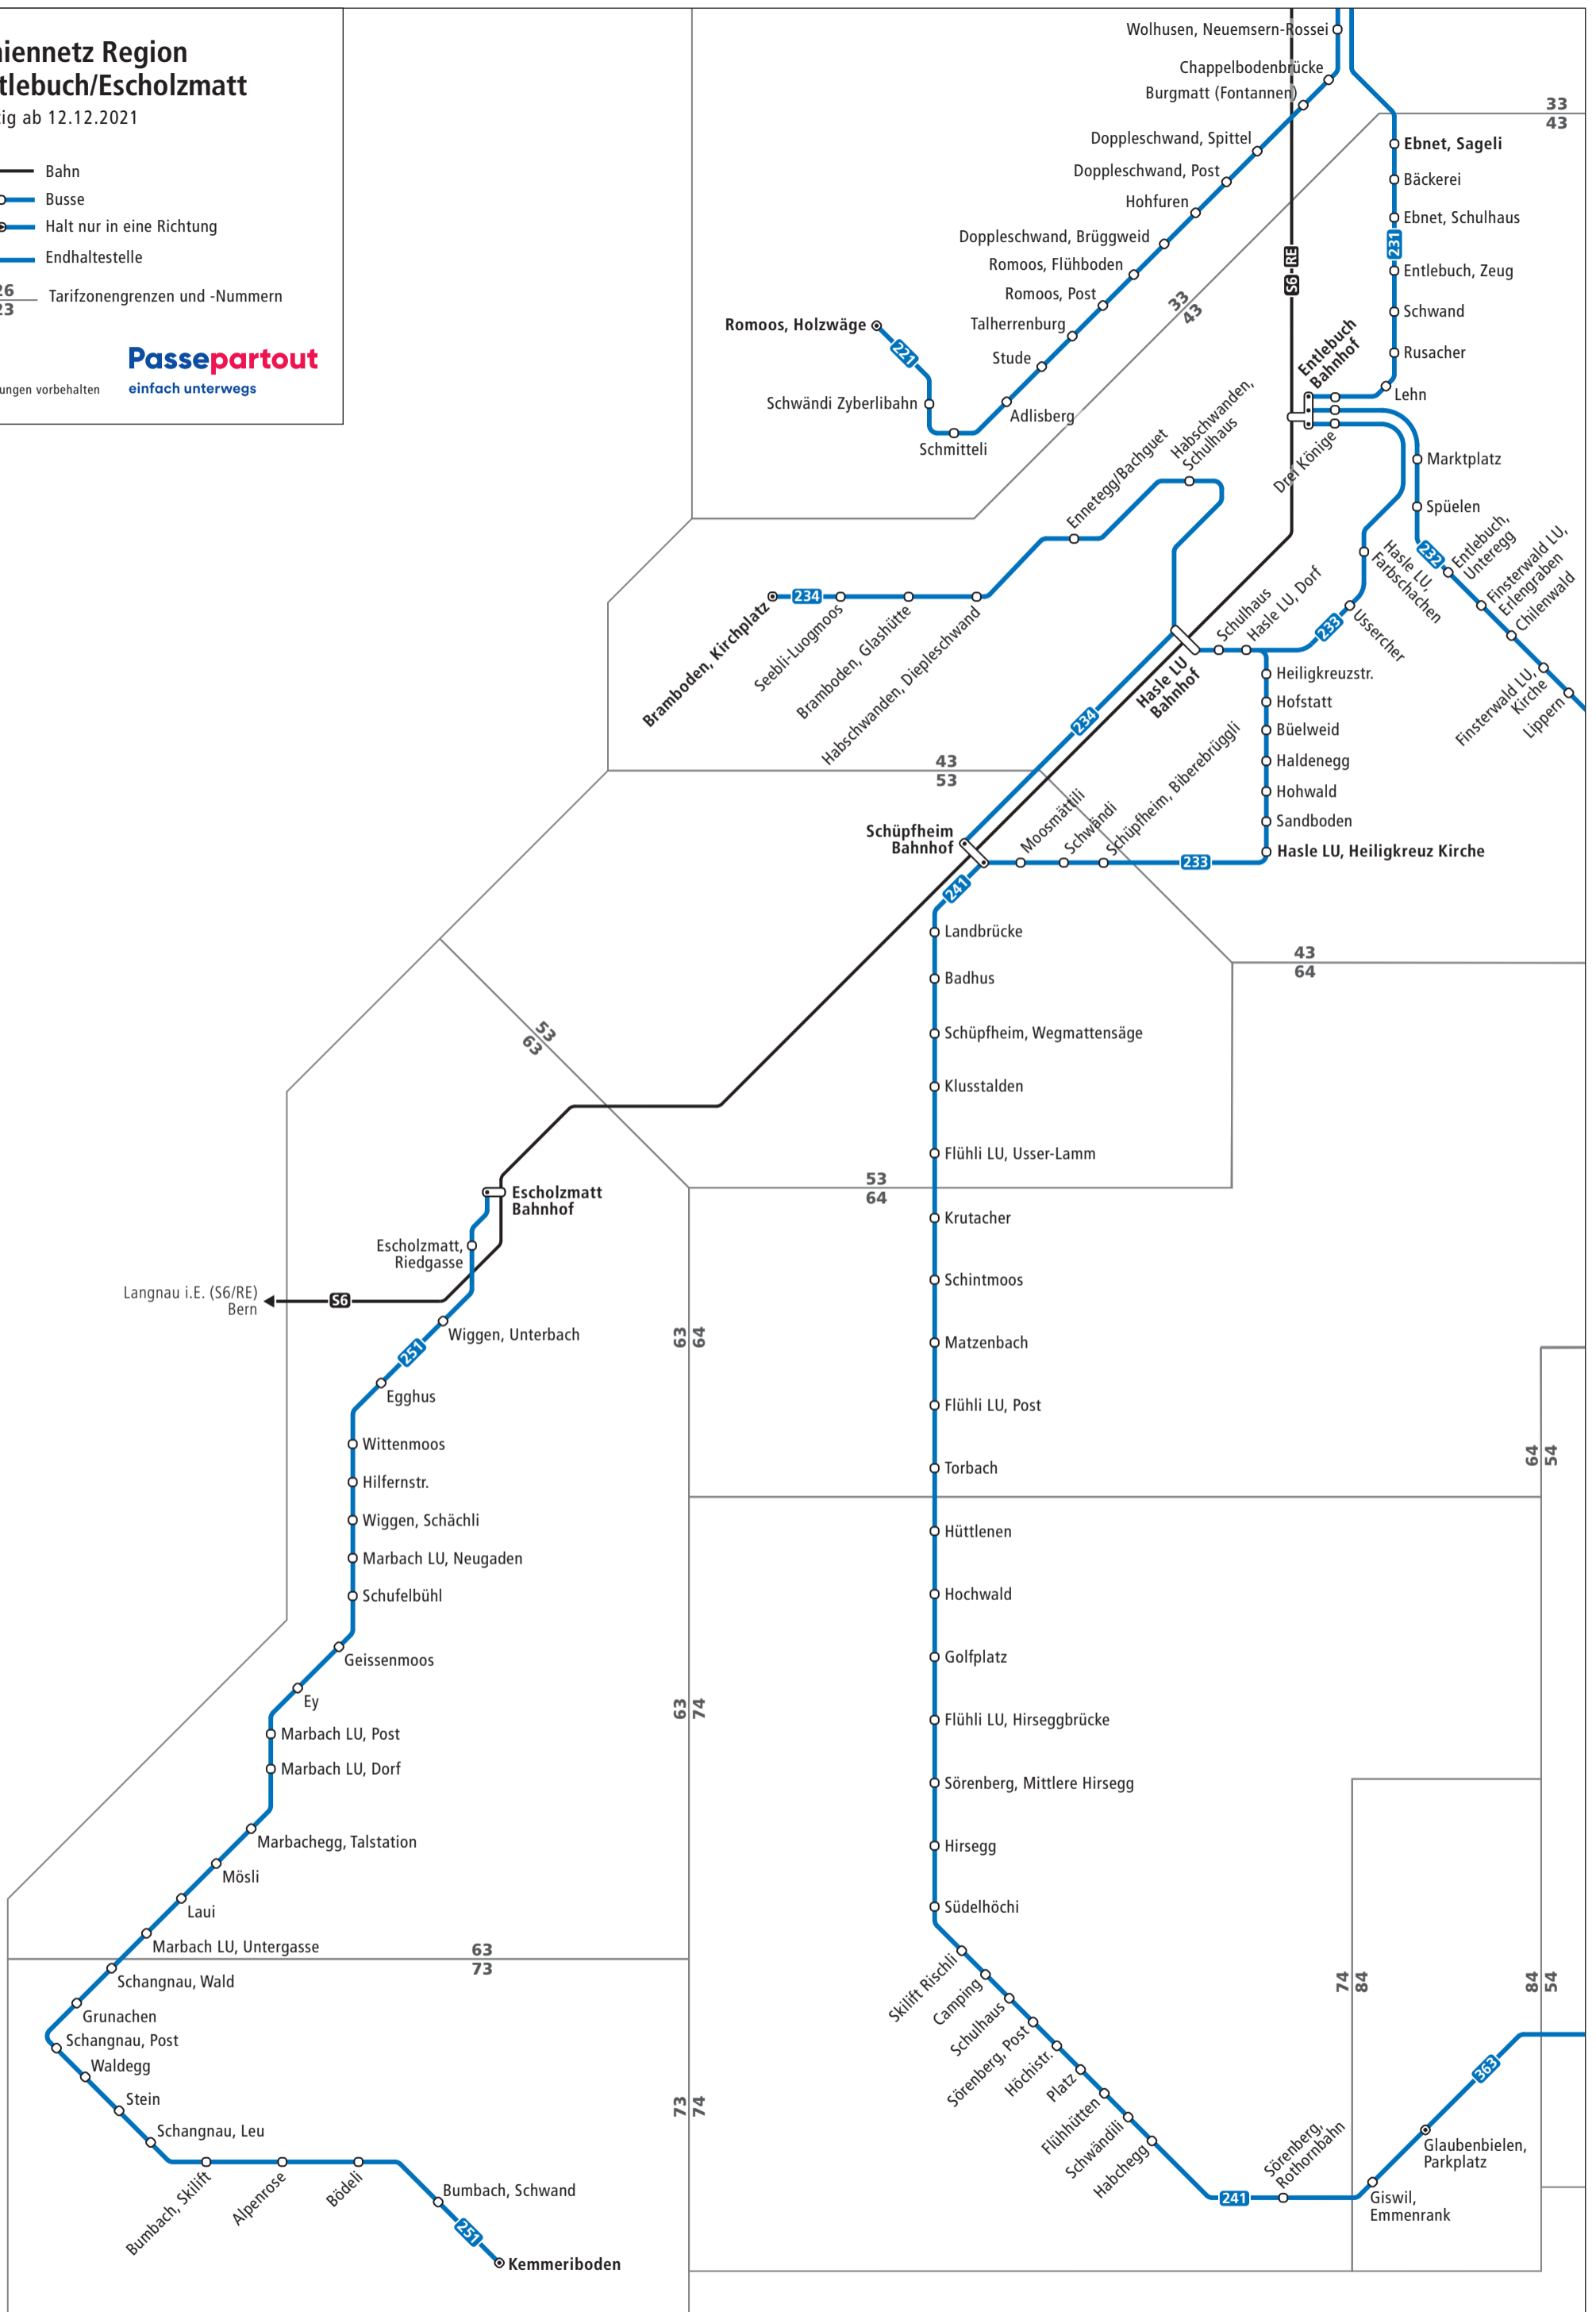 niennetz Region
tlebuch/Escholzmatt
tig ab 12.12.2021
Bahn
Busse
Halt nur in eine Richtung
Endhaltestelle
26
23
Tarifzonengrenzen und -Nummern
Passepartout
einfach unterwegs
ungen vorbehalten
Wolhusen, Neuemsern-Rossei
Chappelbodenbrücke
Burgmatt (Fontannen)
Doppleschwand, Spittel
Doppleschwand, Post
Hohfuren
Doppleschwand, Brüggweid
Romoos, Flühboden
Romoos, Post
Talherrenburg
Stude
Adlisberg
Schmitteli
Schwändi Zyberlibahn
221
Romoos, Holzwäge
33
43
33
43
S6-RE
Ebnet, Sageli
Bäckerei
Ebnet, Schulhaus
231
Entlebuch, Zeug
Schwand
Rusacher
Lehn
Entlebuch
Bahnhof
Drei Könige
Marktplatz
Spüelen
232
Entlebuch,
Unteregg
Finsterwald LU,
Erlengraben
Chilenwald
Finsterwald LU,
Kirche
Lippern
Hasle LU,
Farbschachen
Ussercher
233
Hasle LU, Dorf
Schulhaus
Hasle LU
Bahnhof
Habschwanden,
Schulhaus
Ennetegg/Bachguet
Habschwanden, Diepleschwand
Bramboden, Glashütte
Seebli-Luogmoos
234
Bramboden, Kirchplatz
Heiligkreuzstr.
Hofstatt
Büelweid
Haldenegg
Hohwald
Sandboden
Hasle LU, Heiligkreuz Kirche
233
Schüpfheim, Biberebrüggli
Schwändi
Moosmättili
234
43
53
Schüpfheim
Bahnhof
241
Landbrücke
Badhus
Schüpfheim, Wegmattensäge
Klusstalden
Flühli LU, Usser-Lamm
43
64
53
63
53
64
Krutacher
Schintmoos
Matzenbach
Flühli LU, Post
Torbach
63
64
64
54
Hüttlenen
Hochwald
Golfplatz
Flühli LU, Hirseggbrücke
Sörenberg, Mittlere Hirsegg
Hirsegg
Südelhöchi
Skilift Rischli
Camping
Schulhaus
Sörenberg, Post
Höchistr.
Platz
Flühhütten
Schwändili
Habchegg
241
Sörenberg,
Rothornbahn
Giswil,
Emmenrank
Glaubenbielen,
Parkplatz
363
63
74
74
84
84
54
73
74
Escholzmatt
Bahnhof
Escholzmatt,
Riedgasse
Langnau i.E. (S6/RE)
Bern
S6
Wiggen, Unterbach
251
Egghus
Wittenmoos
Hilfernstr.
Wiggen, Schächli
Marbach LU, Neugaden
Schufelbühl
Geissenmoos
Ey
Marbach LU, Post
Marbach LU, Dorf
Marbachegg, Talstation
Mösli
Laui
Marbach LU, Untergasse
63
73
Schangnau, Wald
Grunachen
Schangnau, Post
Waldegg
Stein
Schangnau, Leu
Bumbach, Skilift
Alpenrose
Bödeli
Bumbach, Schwand
251
Kemmeriboden